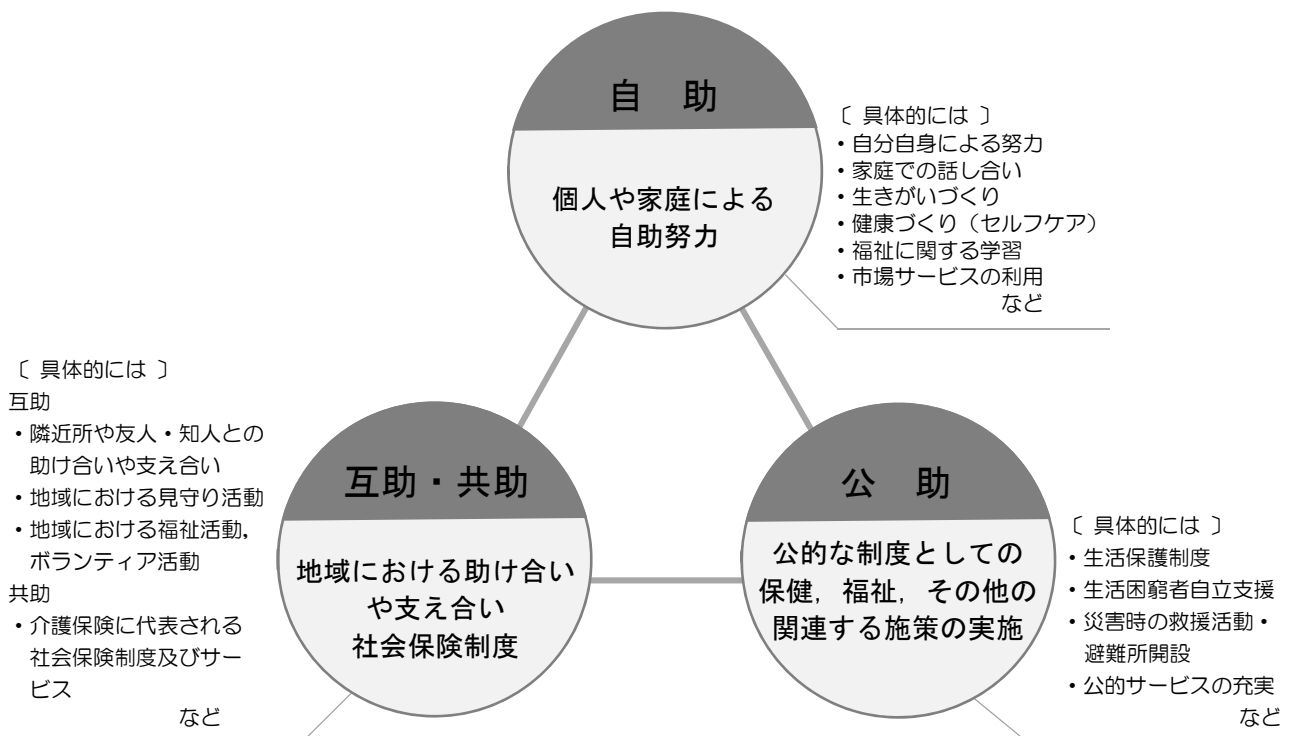 自　助
個人や家庭による
自助努力
〔 具体的には 〕
・自分自身による努力
・家庭での話し合い
・生きがいづくり
・健康づくり（セルフケア）
・福祉に関する学習
・市場サービスの利用
など
〔 具体的には 〕
互助
・隣近所や友人・知人との
助け合いや支え合い
・地域における見守り活動
・地域における福祉活動，
ボランティア活動
共助
・介護保険に代表される
社会保険制度及びサー
ビス
など
互助・共助
地域における助け合い
や支え合い
社会保険制度
公　助
公的な制度としての
保健，福祉，その他の
関連する施策の実施
〔 具体的には 〕
・生活保護制度
・生活困窮者自立支援
・災害時の救援活動・
避難所開設
・公的サービスの充実
など